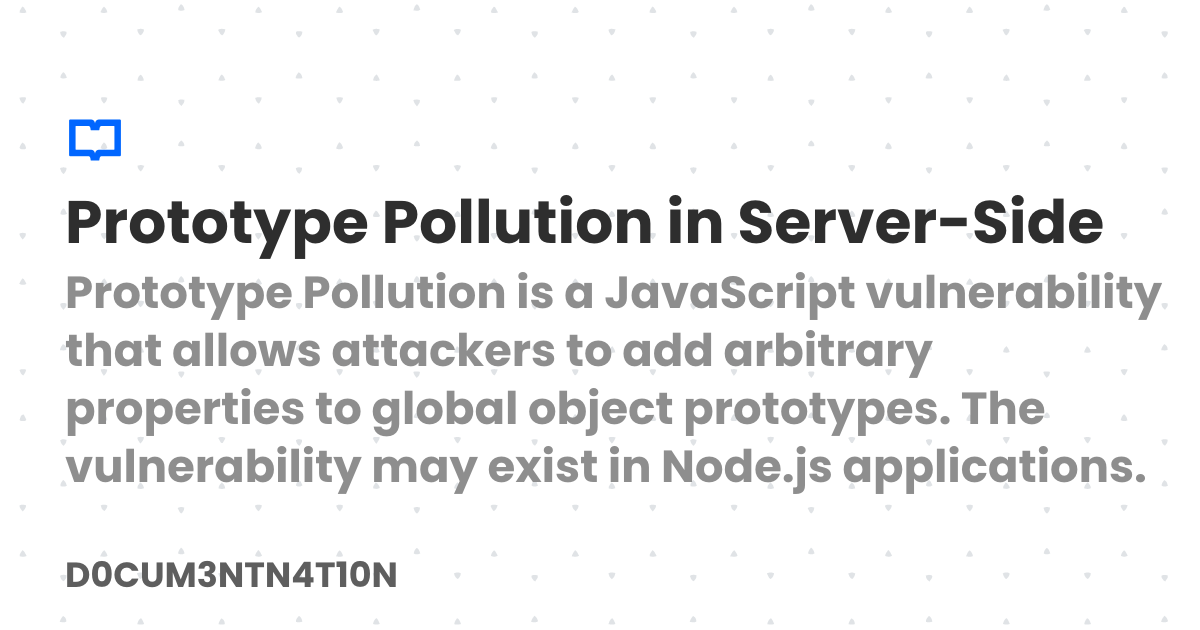 Prototype Pollution in Server-Side
Prototype Pollution is a JavaScript vulnerability
that allows attackers to add arbitrary
properties to global object prototypes. The
vulnerability may exist in Node.js applications.
D0CUM3NTN4T10N